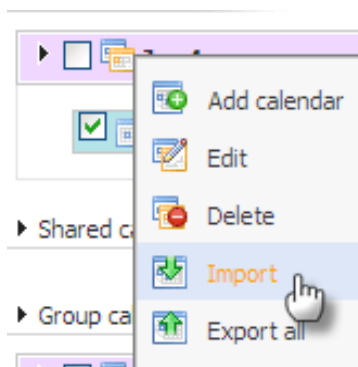 Add calendar
Edit
Delete
Shared
Import
Group ca
Export all